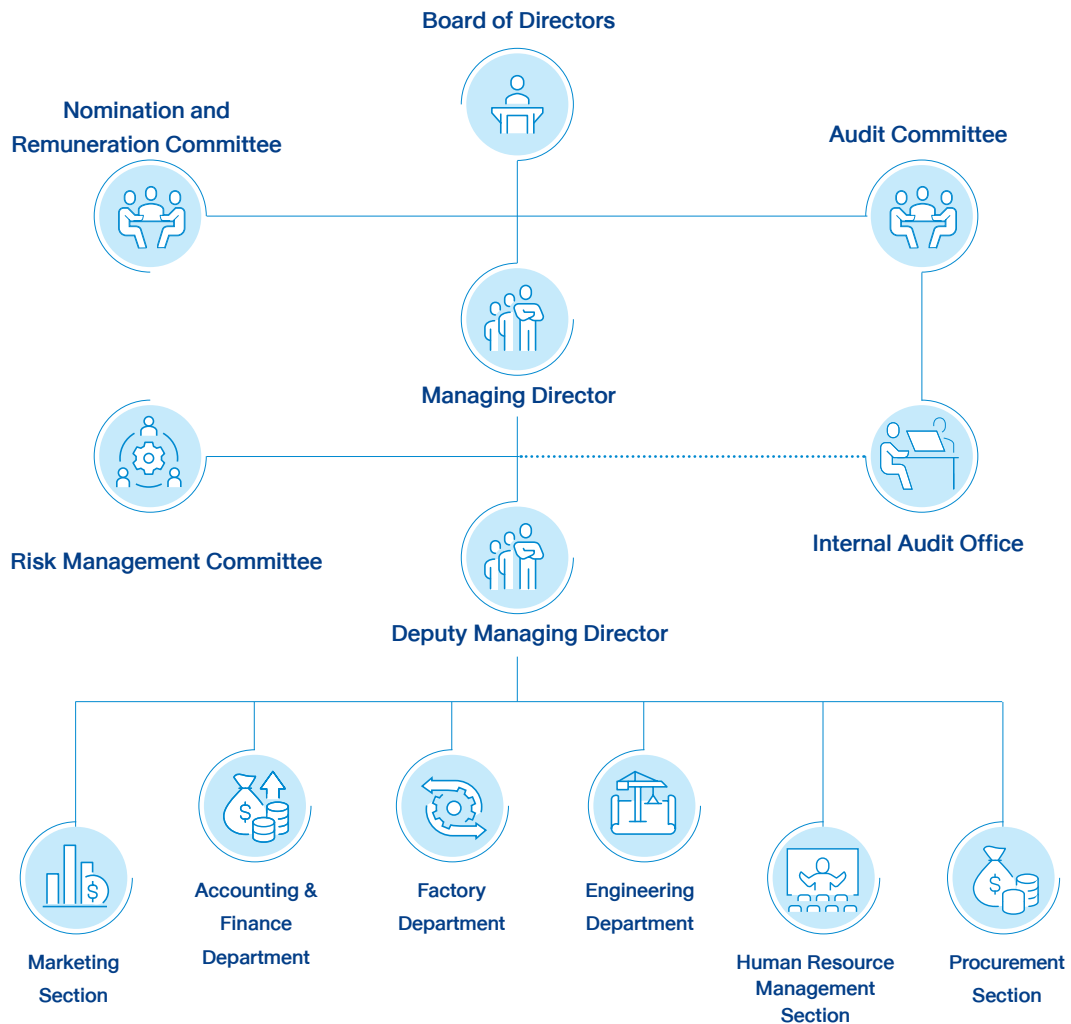 Board of Directors
Nomination and
Remuneration Committee
Audit Committee
Managing Director
Risk Management Committee
Internal Audit Office
Deputy Managing Director
Marketing
Section
Accounting &
Finance
Department
Factory
Department
Engineering
Department
Human Resource
Management
Section
Procurement
Section
$
$
$